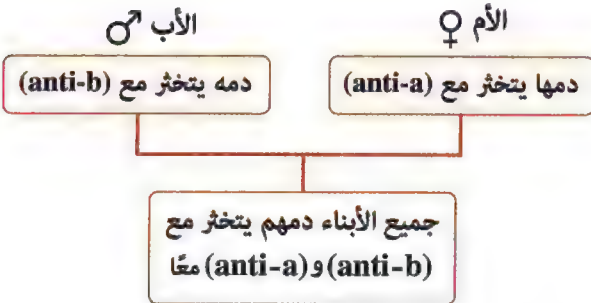 الأم ♀
الأب ♂
دمها يتخثر مع (anti-a)
دمه يتخثر مع (anti-b)
جميع الأبناء دمهم يتخثر مع
(anti-b) و (anti-a) معًا